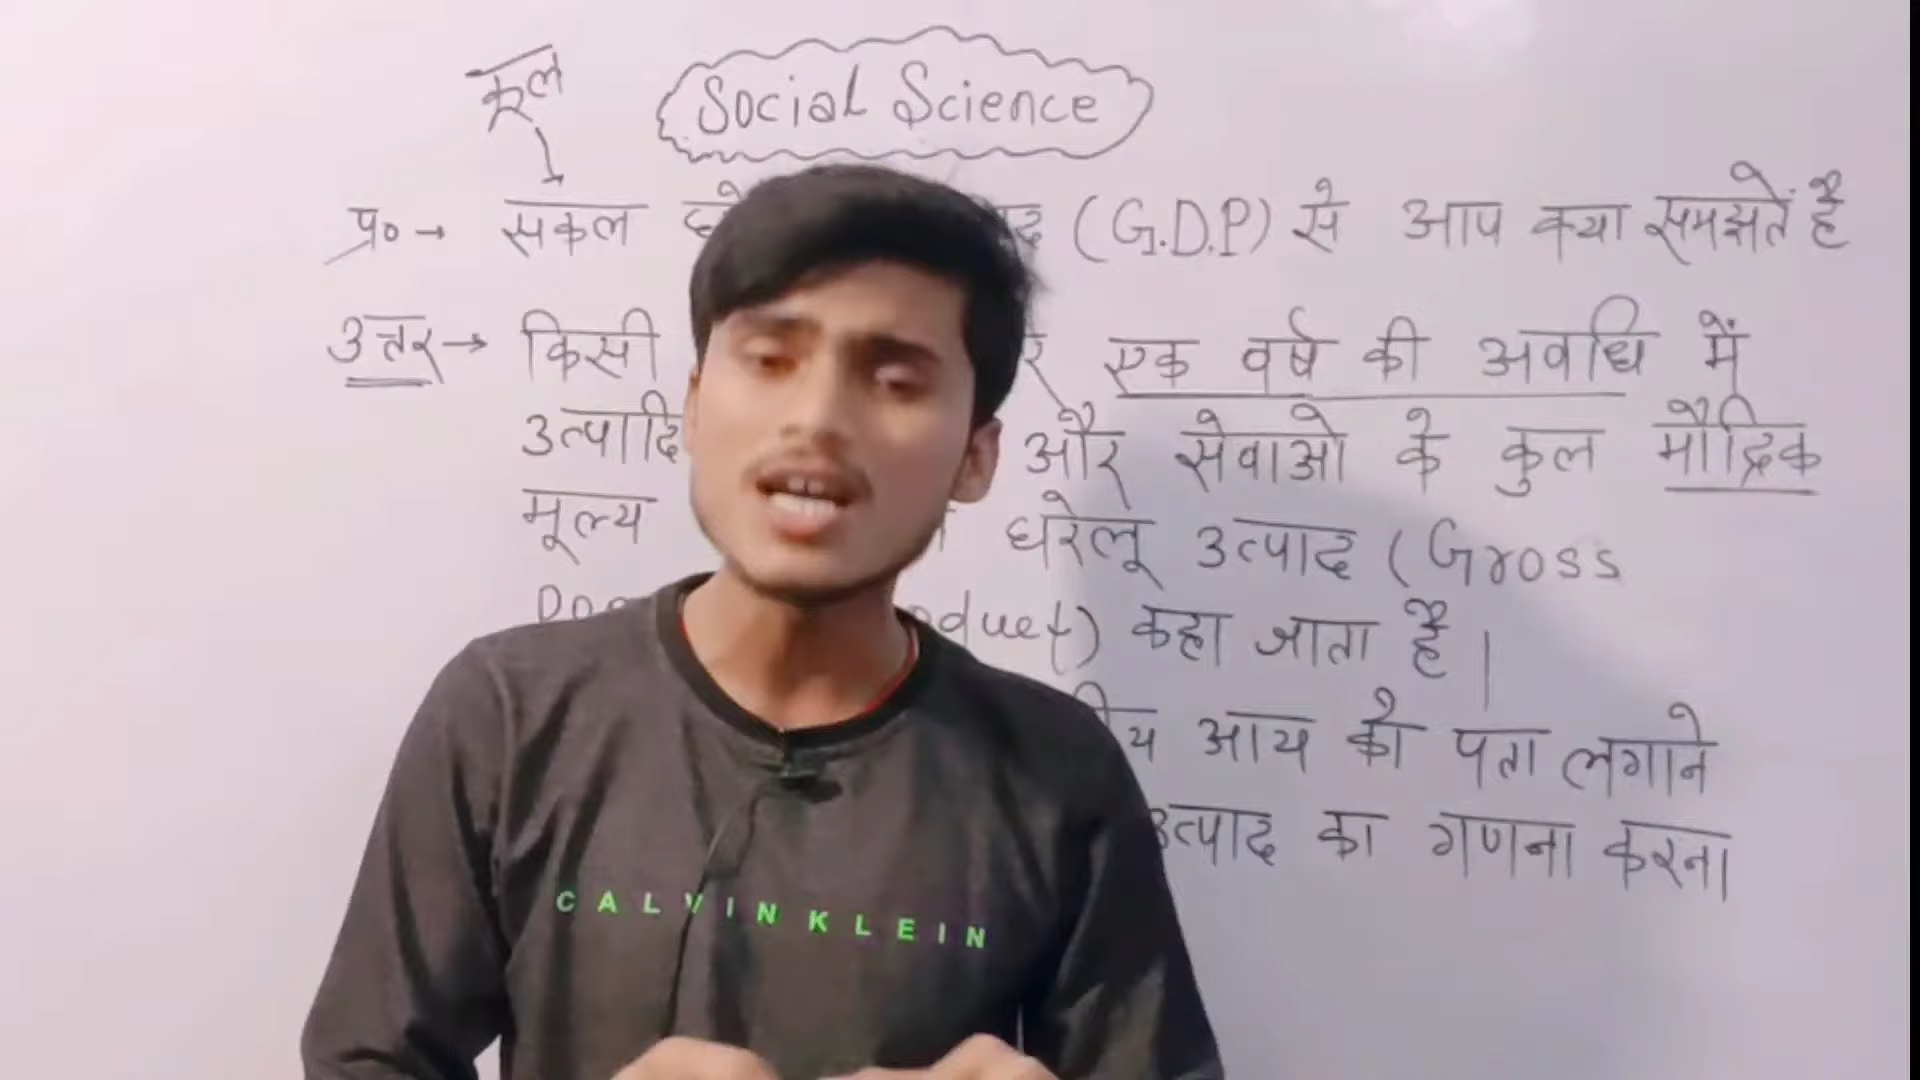 कुल
Social Science
प्र० → सकल (G.D.P) से आप क्या समझतें है
उत्तर → किसी एक वर्ष की अवधि में
और सेवाओ के कुल मौद्रिक
मूल्य घरेलू उत्पाद (Gross
कहा जाता है।
आय को पता लगाने
उत्पाद का गणना करना
CALVIN KLEIN